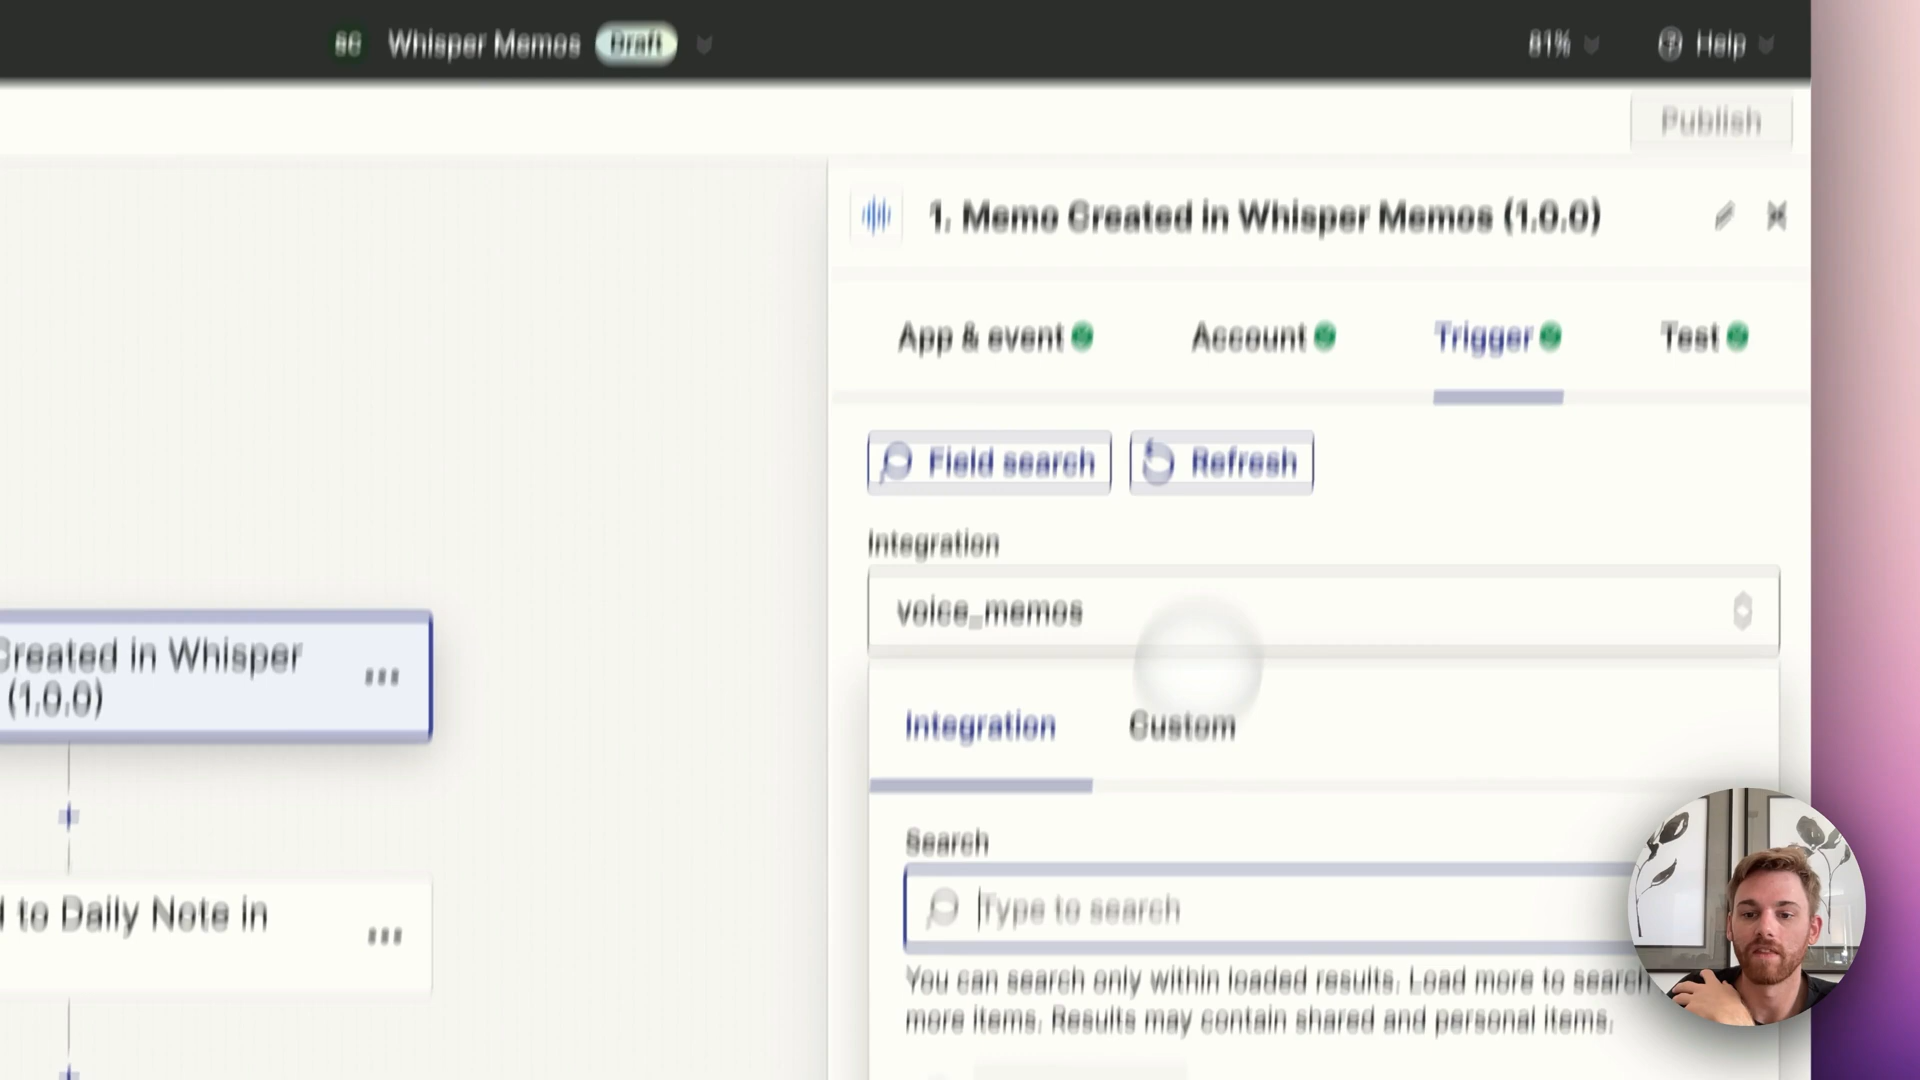 SG Whisper Memos Draft
81% Help
Publish
1. Memo Created in Whisper Memos (1.0.0)
App & event Account Trigger Test
Field search Refresh
Integration
voice_memos
Integration Custom
Search
Type to search
You can search only within loaded results. Load more to search
more items. Results may contain shared and personal items.
Created in Whisper
(1.0.0)
to Daily Note in